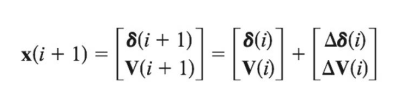 x(i + 1) = [δ(i + 1) V(i + 1)] = [δ(i) V(i)] + [Δδ(i) ΔV(i)]